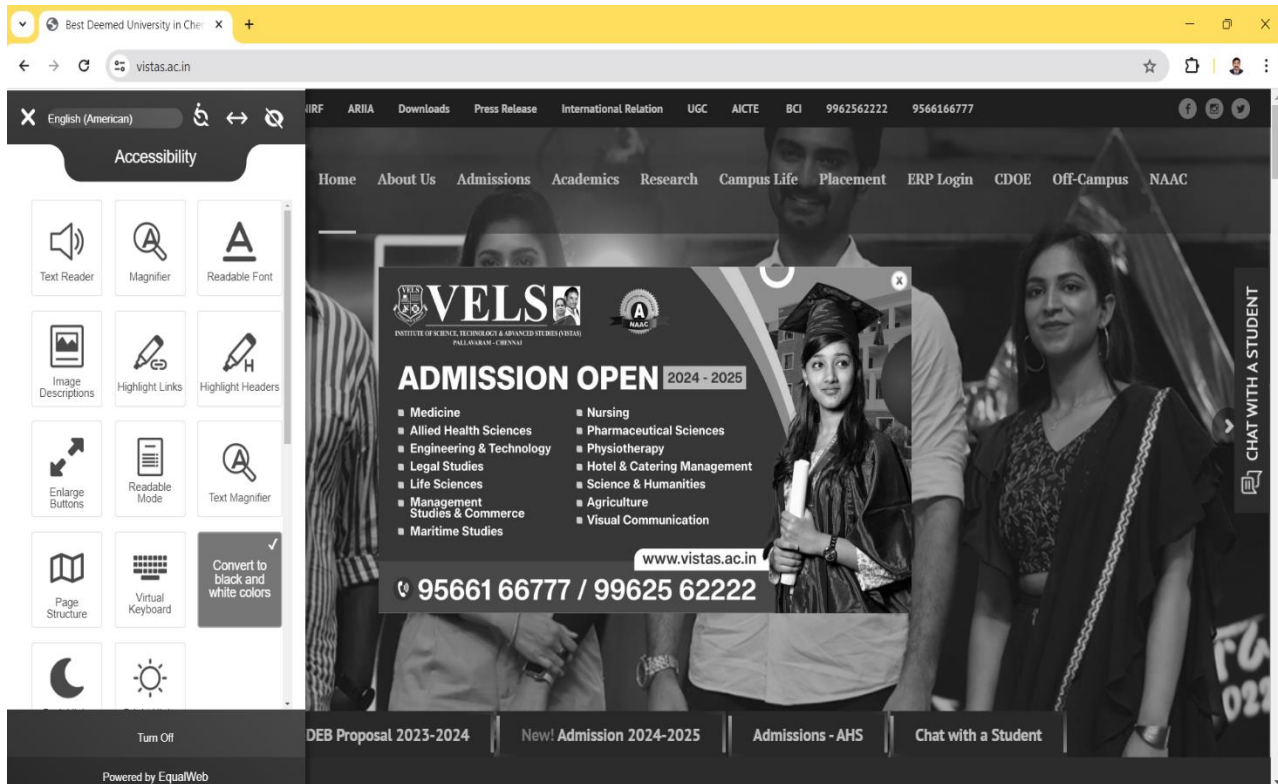 Best Deemed University in Che
vistas.ac.in
English (American)
Accessibility
Text Reader
Magnifier
Readable Font
Image
Descriptions
Highlight Links
Highlight Headers
Enlarge
Buttons
Readable
Mode
Text Magnifier
Page
Structure
Virtual
Keyboard
Convert to
black and
white colors
Turn Off
Powered by EqualWeb
ARIIA Downloads Press Release International Relation UGC AICTE BCI 9962562222 9566166777
Home About Us Admissions Academics Research Campus Life Placement ERP Login CDOE Off-Campus NAAC
VELS
INSTITUTE OF SCIENCE, TECHNOLOGY & ADVANCED STUDIES (VISTAS)
PALLAVARAM - CHENNAI
A
NAAC
X
ADMISSION OPEN 2024 - 2025
Medicine
Allied Health Sciences
Engineering & Technology
Legal Studies
Life Sciences
Management
Studies & Commerce
Maritime Studies
Nursing
Pharmaceutical Sciences
Physiotherapy
Hotel & Catering Management
Science & Humanities
Agriculture
Visual Communication
www.vistas.ac.in
95661 66777 / 99625 62222
CHAT WITH A STUDENT
DEB Proposal 2023-2024 New! Admission 2024-2025 Admissions - AHS Chat with a Student